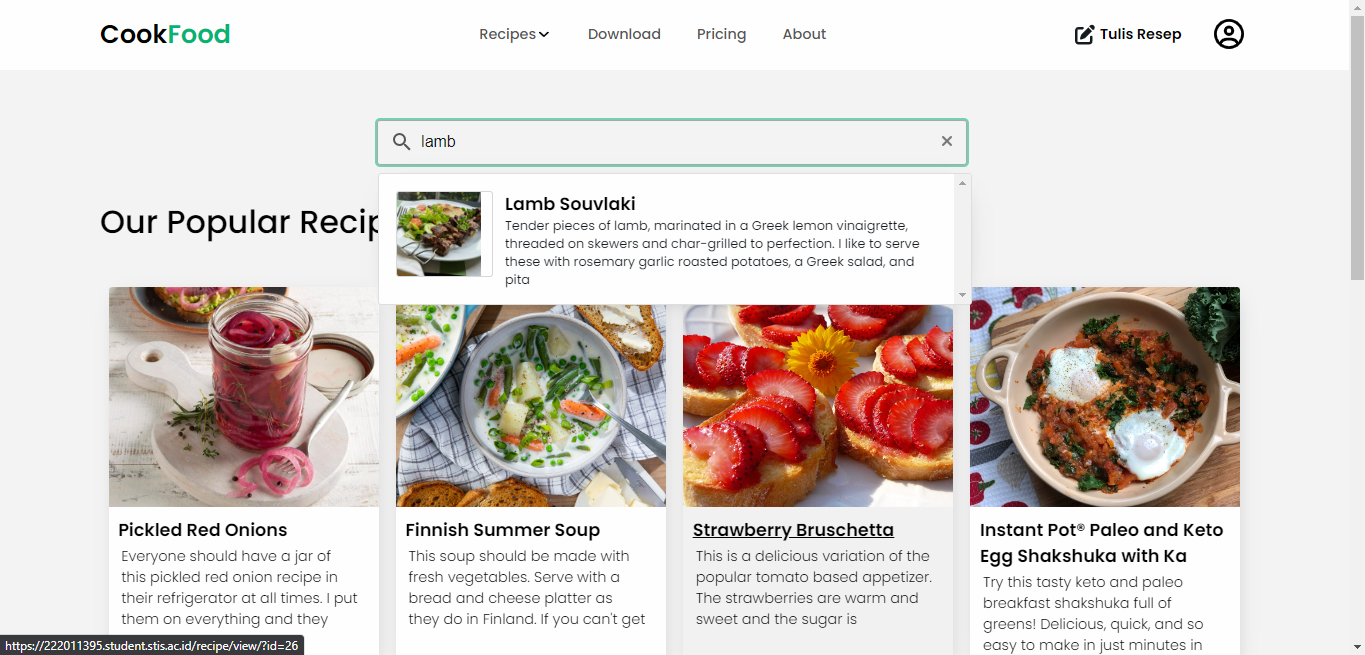 CookFood
Recipes
Download
Pricing
About
Tulis Resep
lamb
Lamb Souvlaki
Tender pieces of lamb, marinated in a Greek lemon vinaigrette,
threaded on skewers and char-grilled to perfection. I like to serve
these with rosemary garlic roasted potatoes, a Greek salad, and
pita
Our Popular Recip
Pickled Red Onions
Everyone should have a jar of
this pickled red onion recipe in
their refrigerator at all times. I put
them on everything and they
Finnish Summer Soup
This soup should be made with
fresh vegetables. Serve with a
bread and cheese platter as
they do in Finland. If you can't get
Strawberry Bruschetta
This is a delicious variation of the
popular tomato based appetizer.
The strawberries are warm and
sweet and the sugar is
Instant Pot® Paleo and Keto
Egg Shakshuka with Ka
Try this tasty keto and paleo
breakfast shakshuka full of
greens! Delicious, quick, and so
easy to make in just minutes in
https://222011395.student.stis.ac.id/recipe/view/?id=26